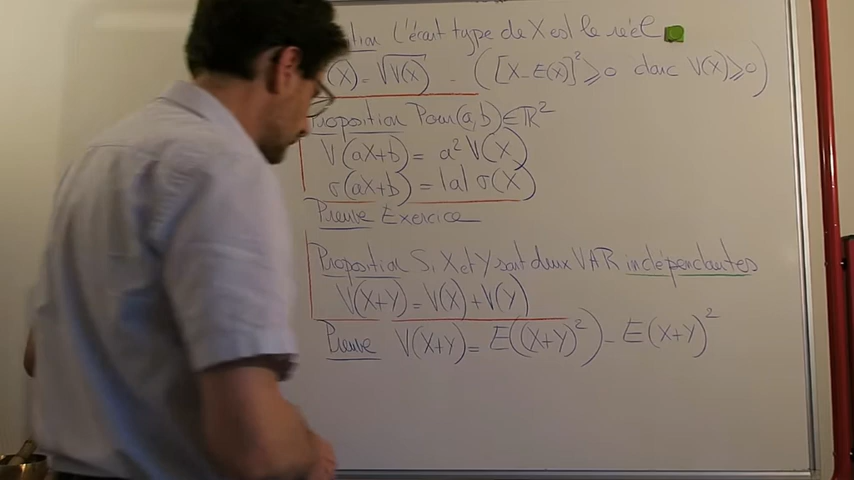 tion L'écart type de X est le réel
(X) = √V(X) - ([X-E(X)]² ⩾0 donc V(X)⩾0)
Proposition Pour (a,b)∈ℝ²
V(aX+b) = a² V(X)
σ(aX+b) = |a| σ(X)
Preuve Exercice
Proposition Si X et Y sont deux VAR indépendantes
V(X+Y) = V(X) + V(Y)
Preuve V(X+Y) = E((X+Y)²) - E(X+Y)²